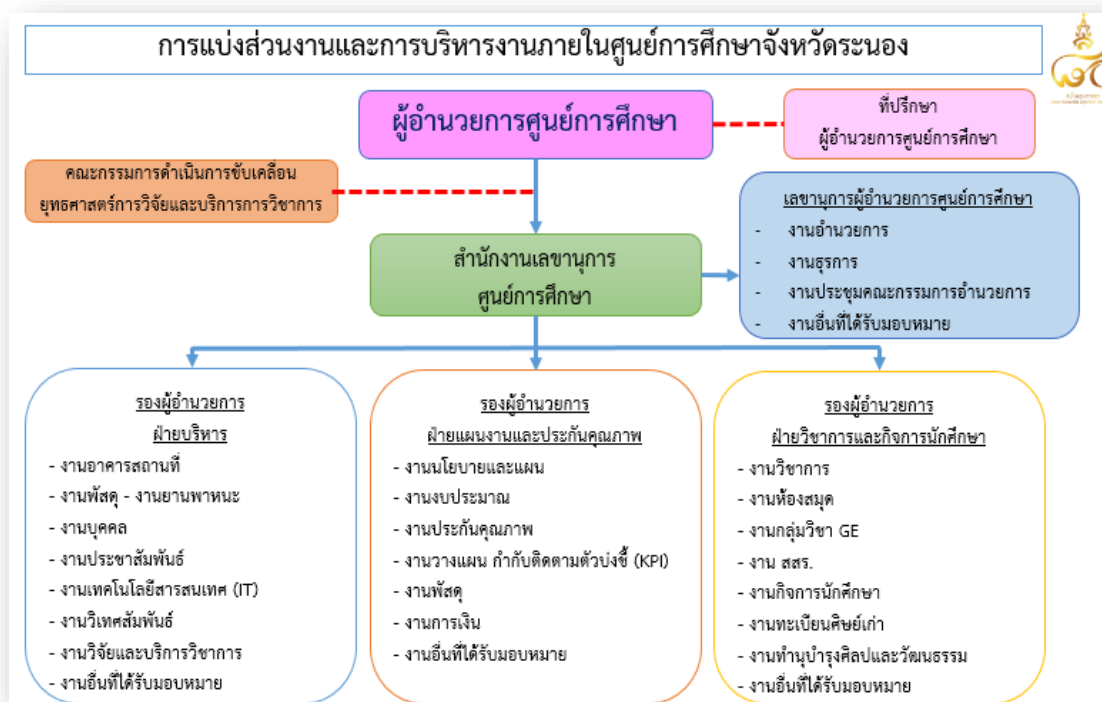 การแบ่งส่วนงานและการบริหารงานภายในศูนย์การศึกษาจังหวัดระนอง
ผู้อำนวยการศูนย์การศึกษา
ที่ปรึกษา
ผู้อำนวยการศูนย์การศึกษา
คณะกรรมการดำเนินการขับเคลื่อน
ยุทธศาสตร์การวิจัยและบริการการวิชาการ
เลขานุการผู้อำนวยการศูนย์การศึกษา
- งานอำนวยการ
- งานธุรการ
- งานประชุมคณะกรรมการอำนวยการ
- งานอื่นที่ได้รับมอบหมาย
สำนักงานเลขานุการ
ศูนย์การศึกษา
รองผู้อำนวยการ
ฝ่ายบริหาร
- งานอาคารสถานที่
- งานพัสดุ - งานยานพาหนะ
- งานบุคคล
- งานประชาสัมพันธ์
- งานเทคโนโลยีสารสนเทศ (IT)
- งานวิเทศสัมพันธ์
- งานวิจัยและบริการวิชาการ
- งานอื่นที่ได้รับมอบหมาย
รองผู้อำนวยการ
ฝ่ายแผนงานและประกันคุณภาพ
- งานนโยบายและแผน
- งานงบประมาณ
- งานประกันคุณภาพ
- งานวางแผน กำกับติดตามตัวบ่งชี้ (KPI)
- งานพัสดุ
- งานการเงิน
- งานอื่นที่ได้รับมอบหมาย
รองผู้อำนวยการ
ฝ่ายวิชาการและกิจการนักศึกษา
- งานวิชาการ
- งานห้องสมุด
- งานกลุ่มวิชา GE
- งาน สสร.
- งานกิจการนักศึกษา
- งานทะเบียนศิษย์เก่า
- งานทำนุบำรุงศิลปและวัฒนธรรม
- งานอื่นที่ได้รับมอบหมาย